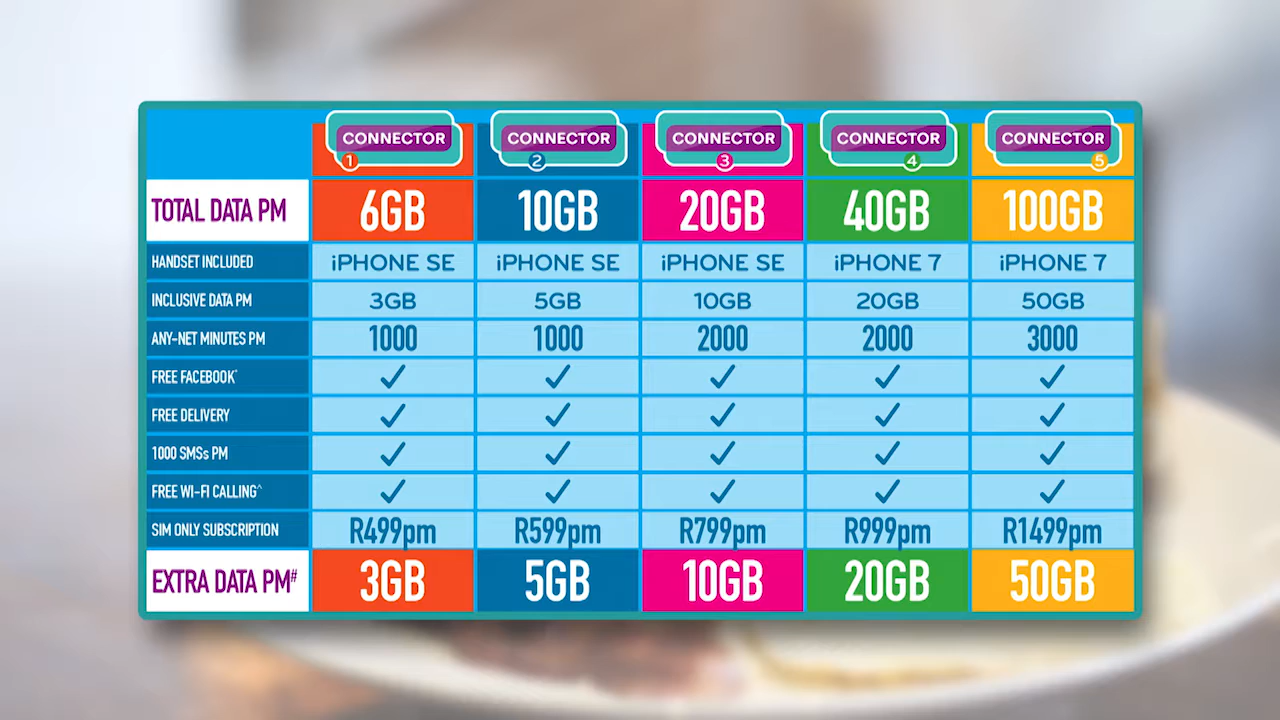 CONNECTOR 1 CONNECTOR 2 CONNECTOR 3 CONNECTOR 4 CONNECTOR 5
TOTAL DATA PM 6GB 10GB 20GB 40GB 100GB
HANDSET INCLUDED iPHONE SE iPHONE SE iPHONE SE iPHONE 7 iPHONE 7
INCLUSIVE DATA PM 3GB 5GB 10GB 20GB 50GB
ANY-NET MINUTES PM 1000 1000 2000 2000 3000
FREE FACEBOOK*
FREE DELIVERY
1000 SMSs PM
FREE WI-FI CALLING^
SIM ONLY SUBSCRIPTION R499pm R599pm R799pm R999pm R1499pm
EXTRA DATA PM# 3GB 5GB 10GB 20GB 50GB